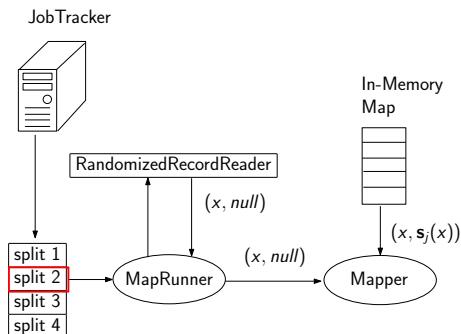 JobTracker
In-Memory
Map
RandomizedRecordReader
(x, null)
(x, s_j(x))
split 1
split 2
split 3
split 4
MapRunner
(x, null)
Mapper